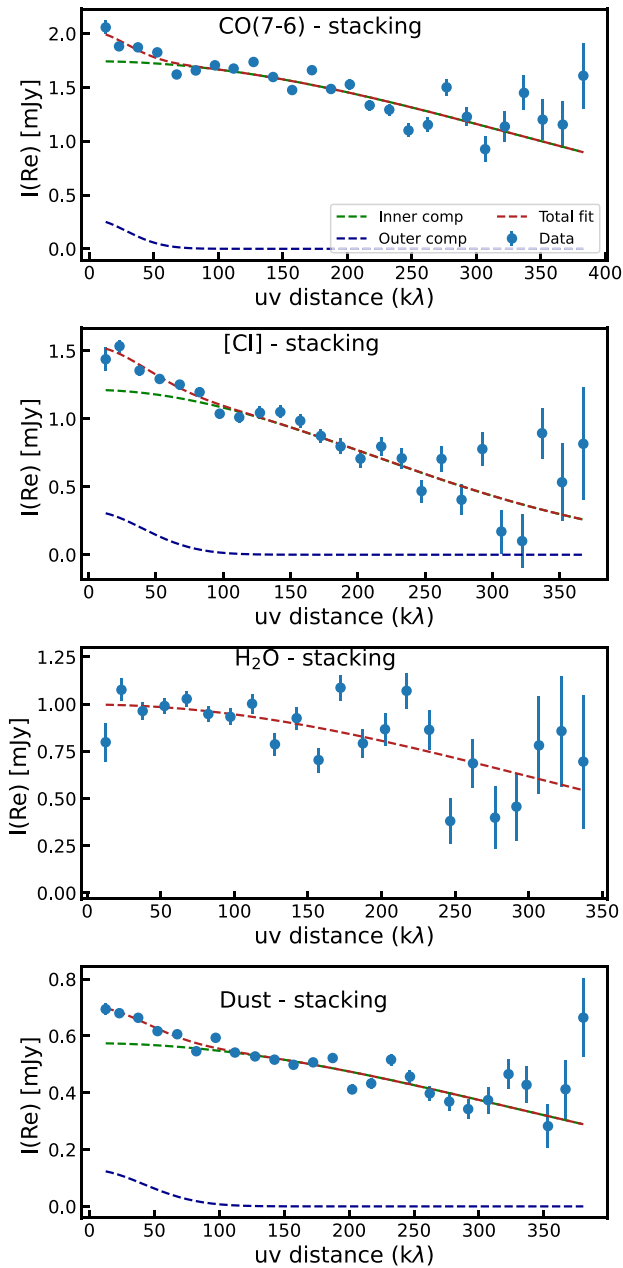 CO(7-6) - stacking
I(Re) [mJy]
2.0
1.5
1.0
0.5
0.0
Inner comp
Outer comp
Total fit
Data
0 50 100 150 200 250 300 350 400
uv distance (kλ)
[CI] - stacking
I(Re) [mJy]
1.5
1.0
0.5
0.0
0 50 100 150 200 250 300 350
uv distance (kλ)
H₂O - stacking
I(Re) [mJy]
1.25
1.00
0.75
0.50
0.25
0.00
0 50 100 150 200 250 300 350
uv distance (kλ)
Dust - stacking
I(Re) [mJy]
0.8
0.6
0.4
0.2
0.0
0 50 100 150 200 250 300 350
uv distance (kλ)